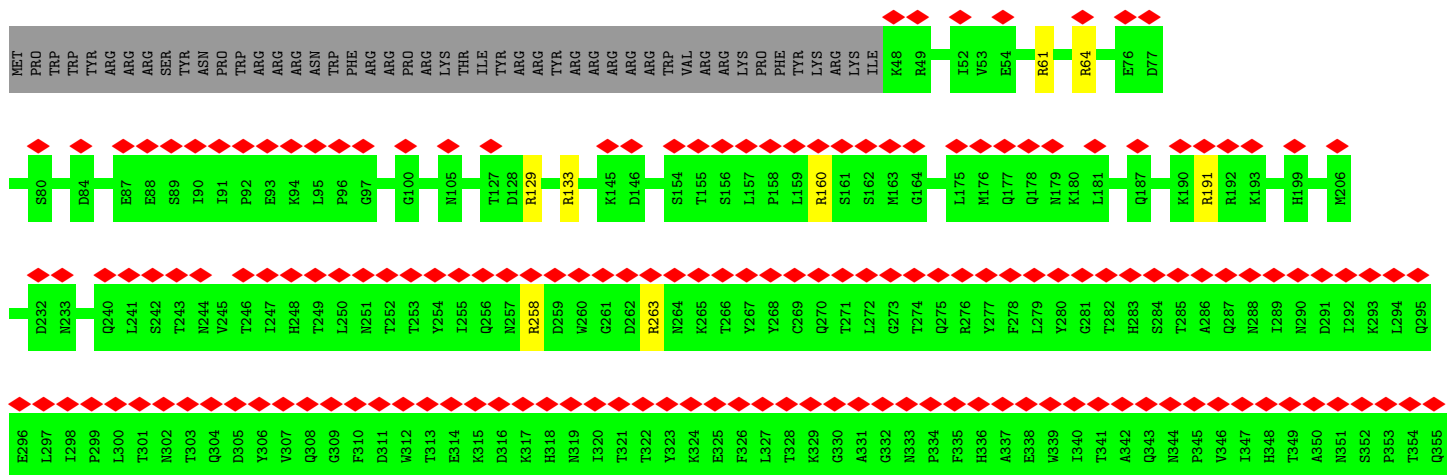 MET PRO TRP TRP TYR ARG ARG ARG SER TYR ASN PRO TRP ARG ARG ARG ASN TRP PHE ARG ARG PRO ARG LYS THR ILE TYR ARG ARG TYR ARG ARG ARG ARG ARG TRP VAL ARG ARG LYS PRO PHE TYR LYS ARG LYS ILE K48 R49 I52 V53 E54 R61 R64 E76 D77
S80 D84 E87 E88 S89 I90 I91 P92 E93 K94 L95 P96 G97 G100 N105 T127 D128 R129 R133 K145 D146 S154 T155 S156 L157 P158 L159 R160 S161 S162 M163 G164 L175 M176 Q177 Q178 N179 K180 L181 Q187 K190 R191 R192 K193 H199 M206
D232 N233 Q240 L241 S242 T243 N244 V245 T246 I247 H248 T249 L250 N251 T252 T253 Y254 I255 Q256 N257 R258 D259 W260 G261 D262 R263 N264 K265 T266 Y267 Y268 C269 Q270 T271 L272 G273 T274 Q275 R276 Y277 F278 L279 Y280 G281 T282 H283 S284 T285 A286 Q287 N288 I289 N290 D291 I292 K293 L294 Q295
E296 L297 I298 P299 L300 T301 N302 T303 Q304 D305 Y306 V307 Q308 G309 F310 D311 W312 T313 E314 K315 D316 K317 H318 N319 I320 T321 T322 Y323 K324 E325 F326 L327 T328 K329 G330 A331 G332 N333 P334 F335 H336 A337 E338 W339 I340 T341 A342 Q343 N344 P345 V346 I347 H348 T349 A350 N351 S352 P353 T354 Q355